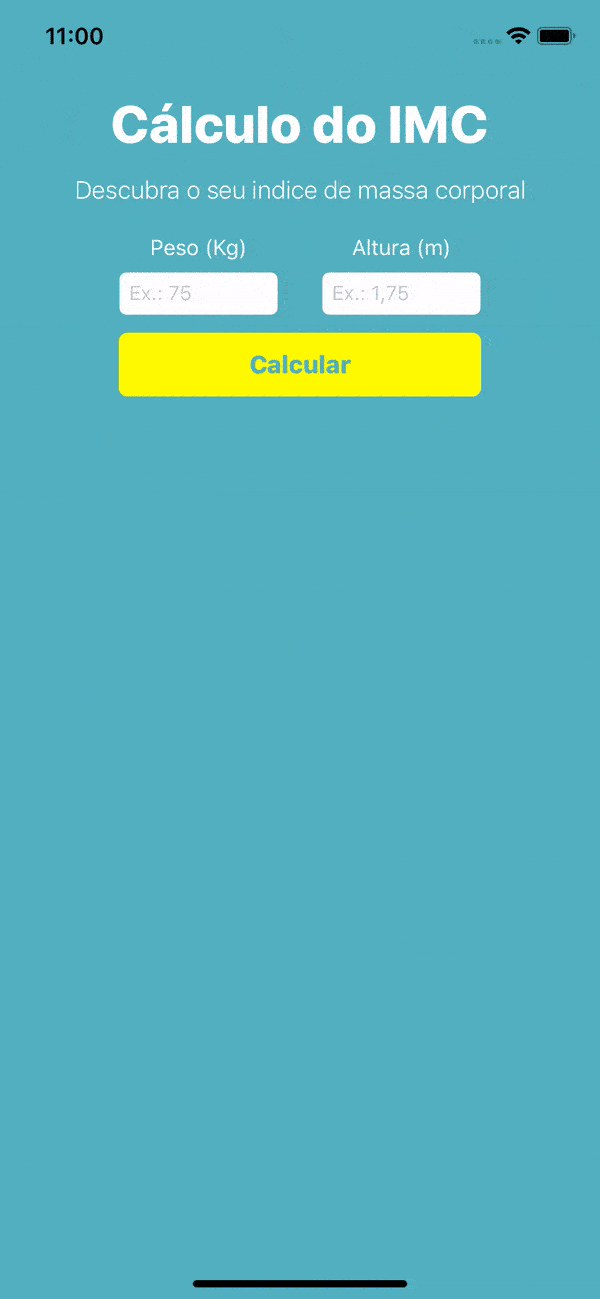 11:00
Cálculo do IMC
Descubra o seu indice de massa corporal
Peso (Kg) Altura (m)
Ex.: 75 Ex.: 1,75
Calcular